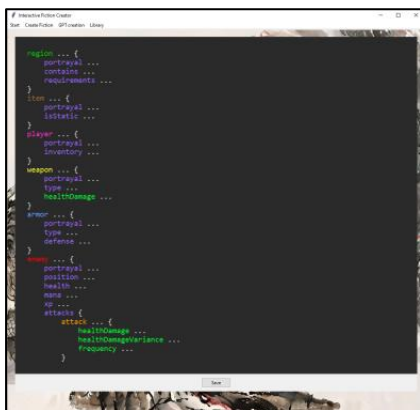 Interactive Fiction Creator
Start Create Fiction GPT-creation Library
region ... {
portrayal ...
contains ...
requirements ...
}
item ... {
portrayal ...
isStatic ...
}
player ... {
portrayal ...
inventory ...
}
weapon ... {
portrayal ...
type ...
healthDamage ...
}
armor ... {
portrayal ...
type ...
defense ...
}
enemy ... {
portrayal ...
position ...
health ...
mana ...
xp ...
attacks {
attack ... {
healthDamage ...
healthDamageVariance ...
frequency ...
}
Save